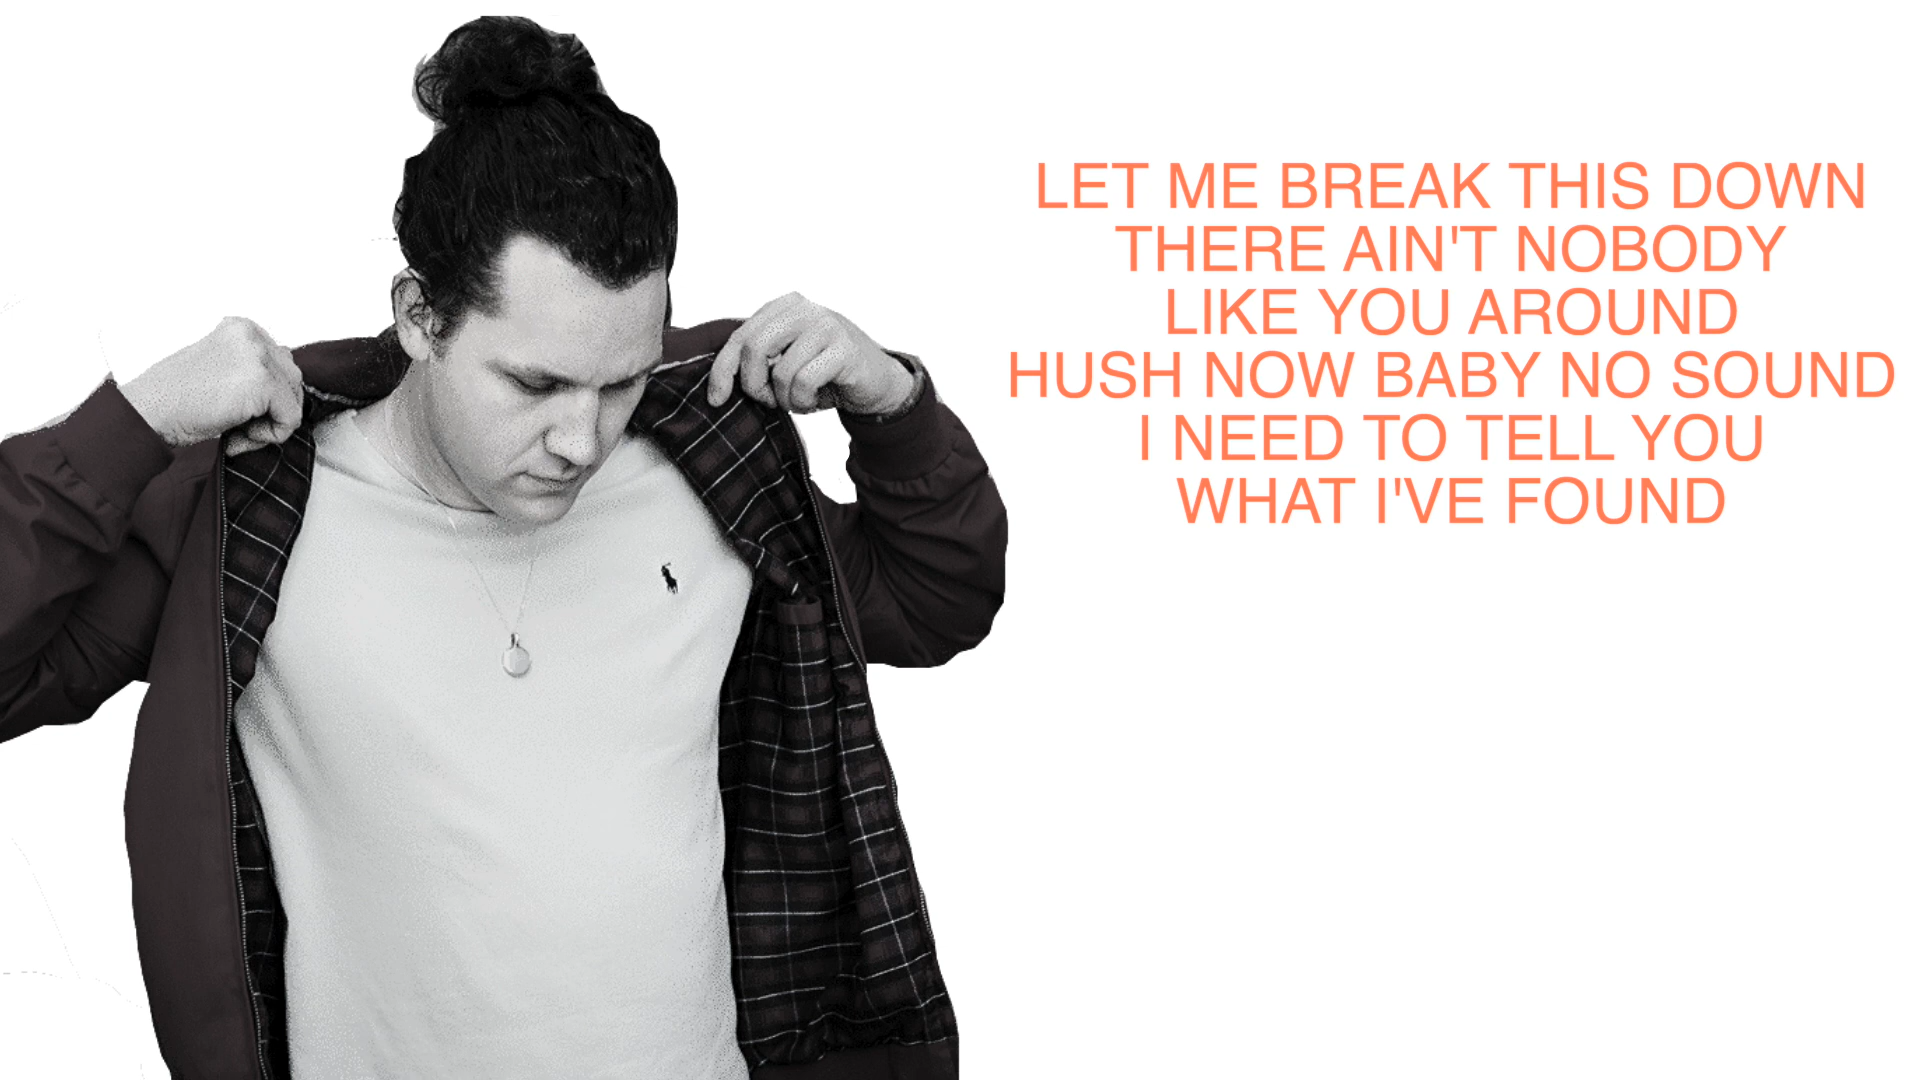 LET ME BREAK THIS DOWN
THERE AIN'T NOBODY
LIKE YOU AROUND
HUSH NOW BABY NO SOUND
I NEED TO TELL YOU
WHAT I'VE FOUND